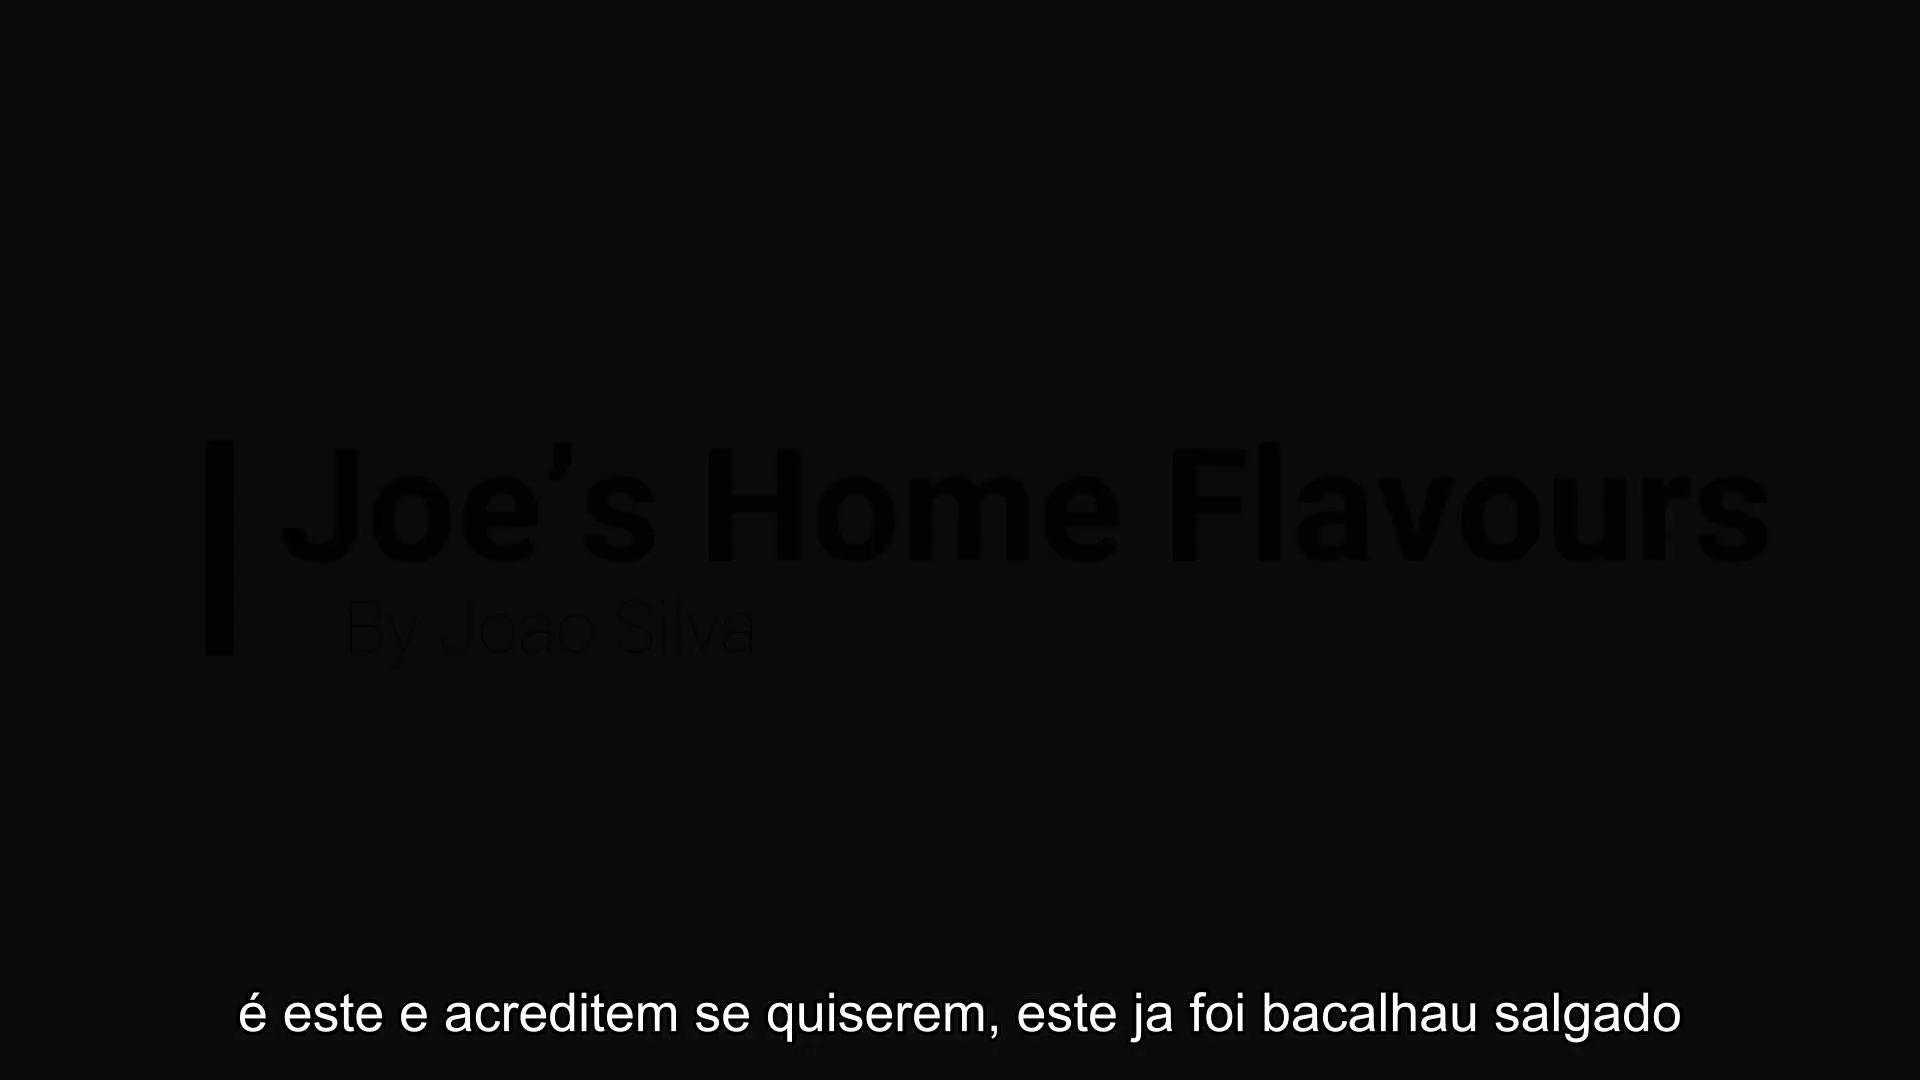 Joe’s Home Flavours
By Joao Silva
é este e acreditem se quiserem, este ja foi bacalhau salgado